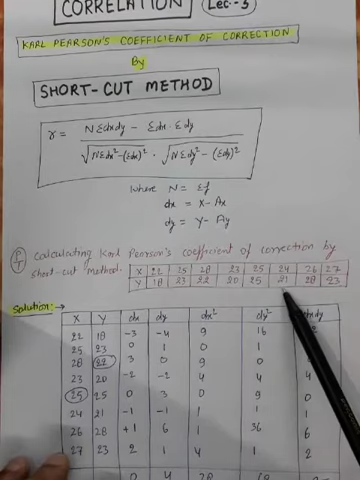 CORRELATION (Lec-3)
KARL PEARSON'S COEFFICIENT OF CORRECTION
By
SHORT-CUT METHOD
r = NΣdxdy - Σdx·Σdy / √NΣdx²-(Σdx)² · √NΣdy²-(Σdy)²
Where N = Σf
dx = X-Ax
dy = Y-Ay
Calculating Karl Pearson's coefficient of correction by
short-cut method.
X 22 25 28 23 25 24 26 27
Y 18 23 22 20 25 21 28 23
Solution:→
X Y dx dy dx² dy² dxdy
22 18 -3 -4 9 16
25 23 0 1 0 1
28 22 3 0 9 0
23 20 -2 -2 4 4 4
25 25 0 3 0 9 0
24 21 -1 -1 1 1 1
26 28 +1 6 1 36 6
27 23 2 1 4 1 2